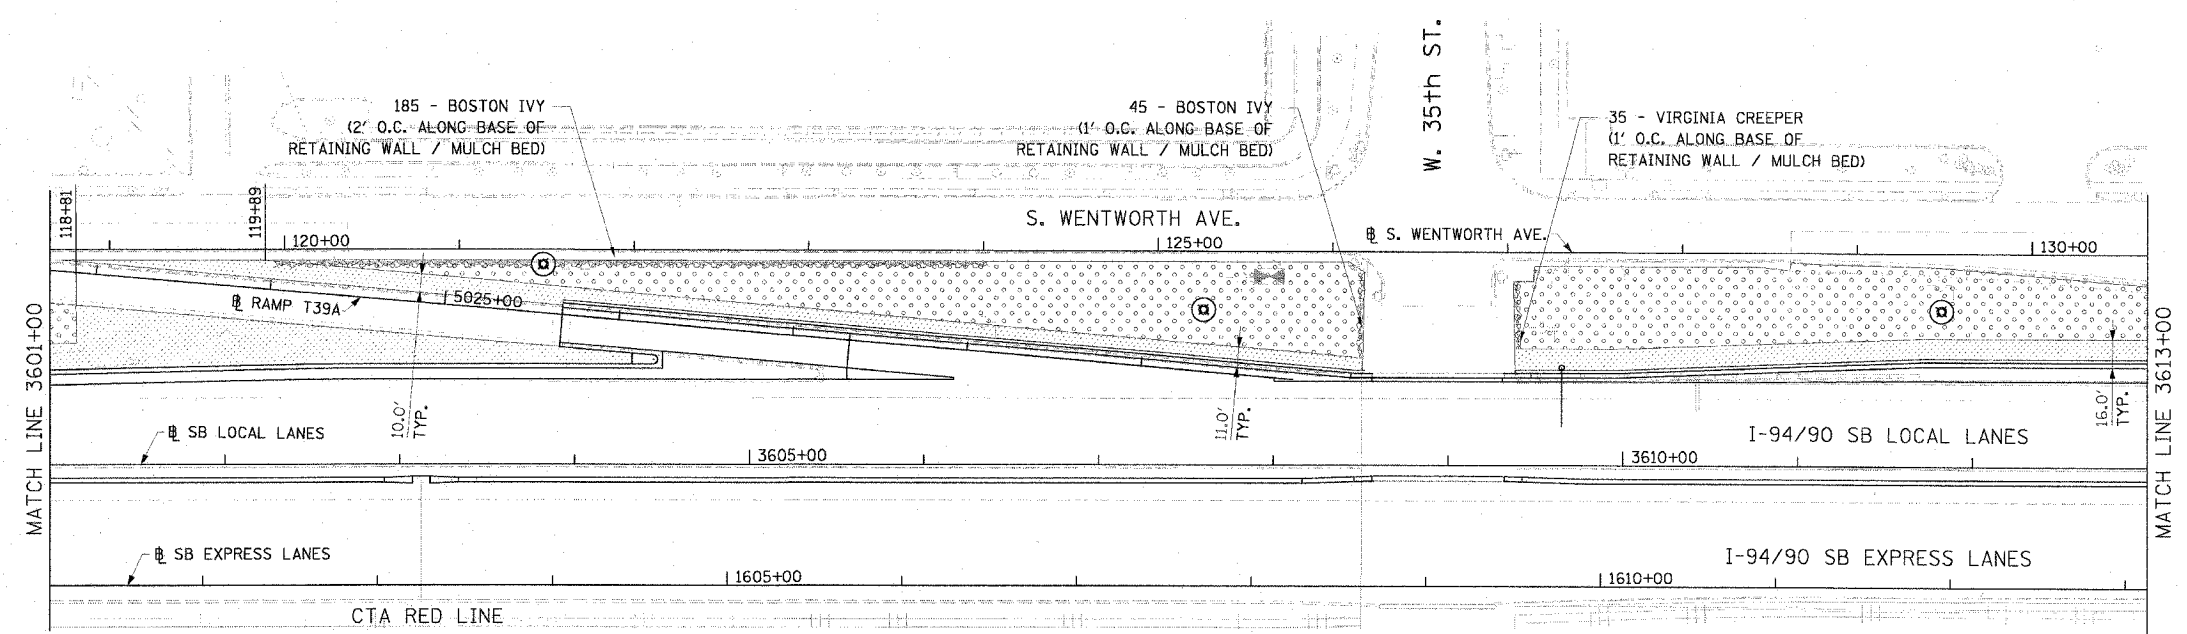 W. 35th ST.
185 - BOSTON IVY
(2' O.C. ALONG BASE OF
RETAINING WALL / MULCH BED)
45 - BOSTON IVY
(1' O.C. ALONG BASE OF
RETAINING WALL / MULCH BED)
35 - VIRGINIA CREEPER
(1' O.C. ALONG BASE OF
RETAINING WALL / MULCH BED)
118+81
119+89
S. WENTWORTH AVE.
120+00
125+00
℄ S. WENTWORTH AVE.
130+00
℄ RAMP T39A
5025+00
MATCH LINE 3601+00
MATCH LINE 3613+00
10.0'
TYP.
11.0'
TYP.
16.0'
TYP.
℄ SB LOCAL LANES
I-94/90 SB LOCAL LANES
3605+00
3610+00
℄ SB EXPRESS LANES
I-94/90 SB EXPRESS LANES
1605+00
1610+00
CTA RED LINE